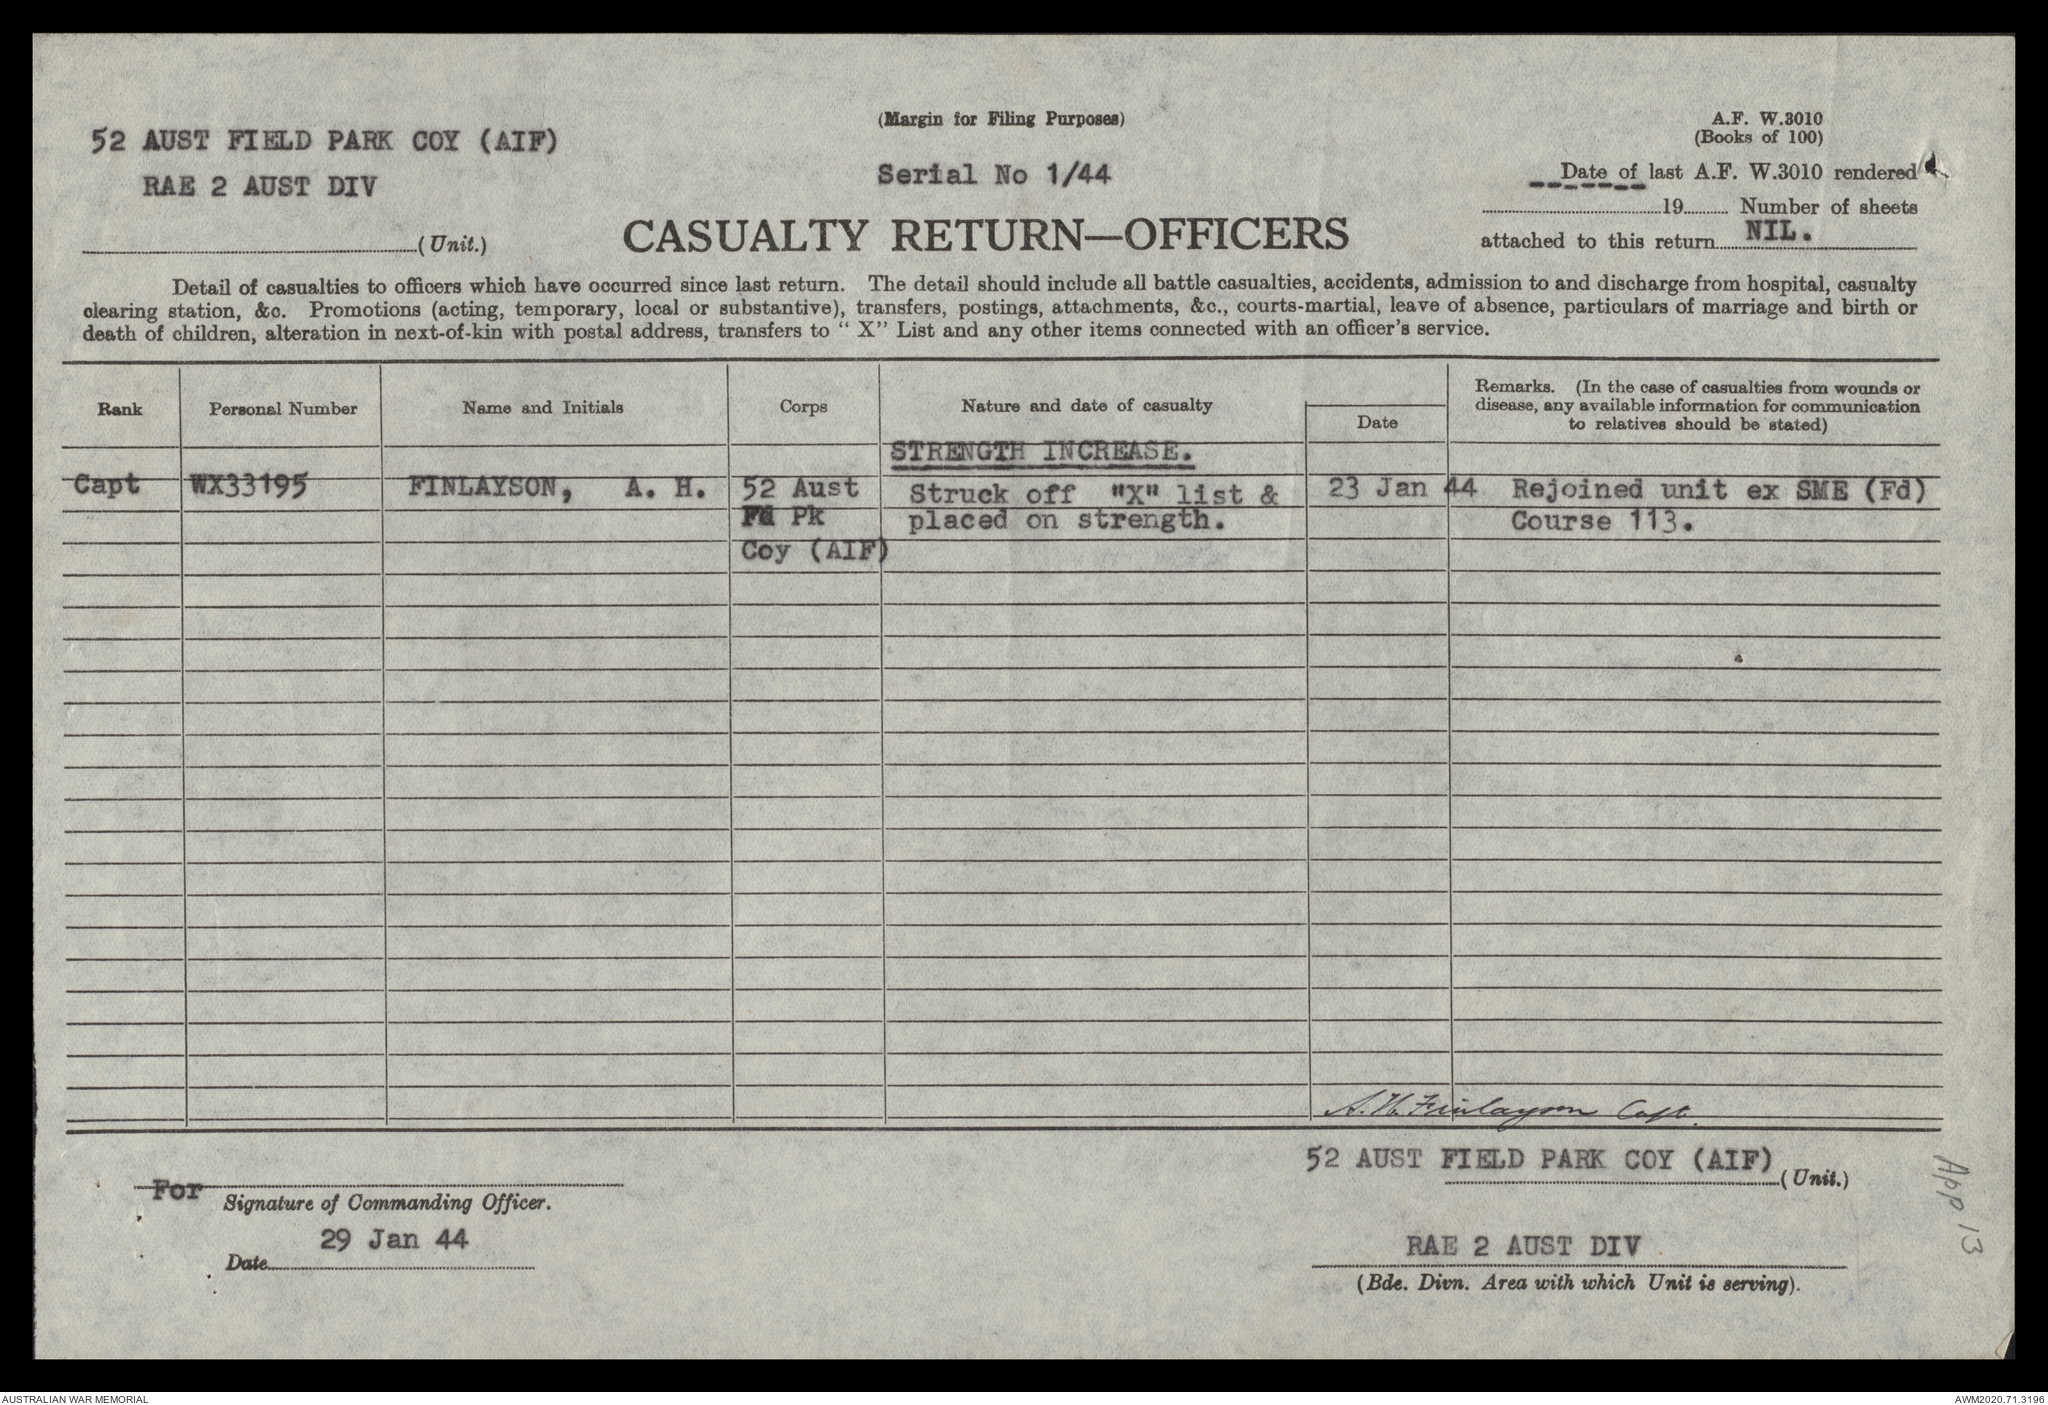 52 AUST FIELD PARK COY (AIF)
RAE 2 AUST DIV
(Unit.)
(Margin for Filing Purposes)
Serial No 1/44
CASUALTY RETURN—OFFICERS
A.F. W.3010
(Books of 100)
Date of last A.F. W.3010 rendered
19 Number of sheets
attached to this return NIL.
Detail of casualties to officers which have occurred since last return. The detail should include all battle casualties, accidents, admission to and discharge from hospital, casualty
clearing station, &c. Promotions (acting, temporary, local or substantive), transfers, postings, attachments, &c., courts-martial, leave of absence, particulars of marriage and birth or
death of children, alteration in next-of-kin with postal address, transfers to “ X” List and any other items connected with an officer's service.
Rank
Personal Number
Name and Initials
Corps
Nature and date of casualty
Date
Remarks. (In the case of casualties from wounds or
disease, any available information for communication
to relatives should be stated)
STRENGTH INCREASE.
Capt WX33195 FINLAYSON, A. H. 52 Aust Struck off "X" list & 23 Jan 44 Rejoined unit ex SME (Fd)
Fd Pk placed on strength. Course 113.
Coy (AIF)
A.H. Finlayson Capt.
52 AUST FIELD PARK COY (AIF) (Unit.)
For
Signature of Commanding Officer.
29 Jan 44
Date
RAE 2 AUST DIV
(Bde. Divn. Area with which Unit is serving).
App 13
AUSTRALIAN WAR MEMORIAL
AWM2020.71.3196